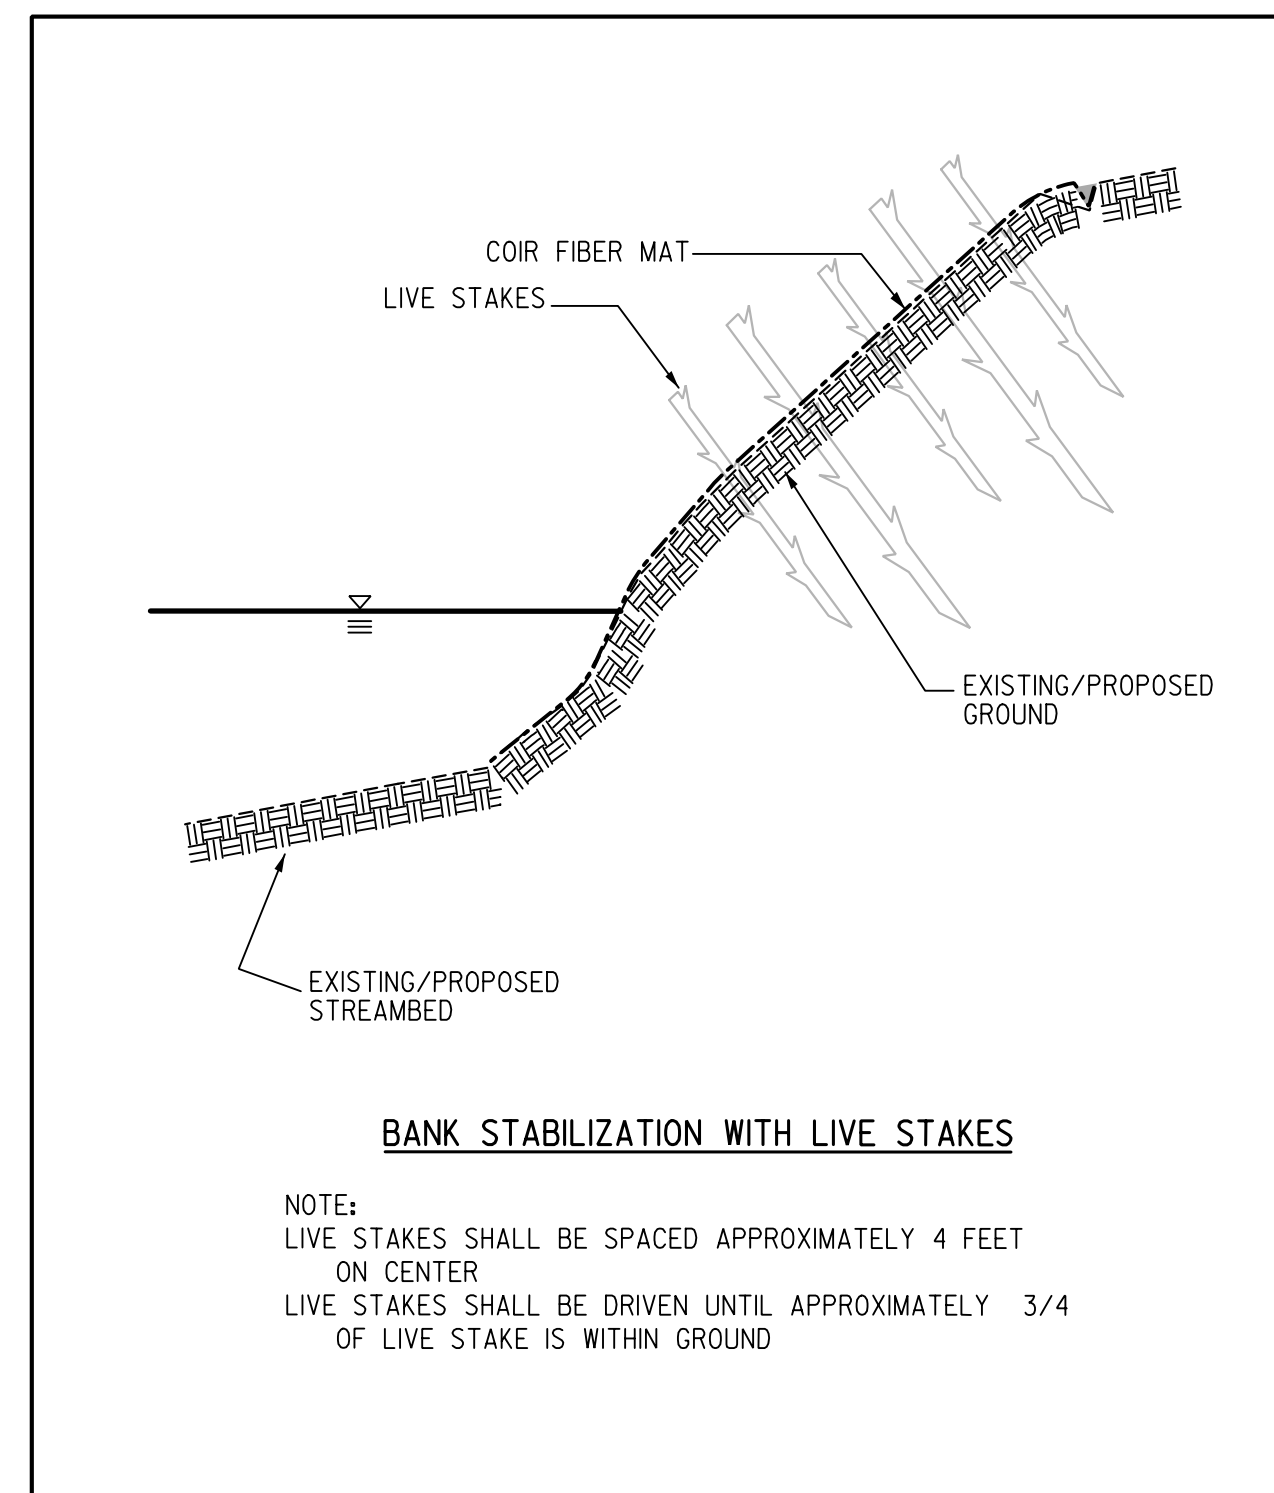 COIR FIBER MAT
LIVE STAKES
EXISTING/PROPOSED
GROUND
EXISTING/PROPOSED
STREAMBED
BANK STABILIZATION WITH LIVE STAKES
NOTE:
LIVE STAKES SHALL BE SPACED APPROXIMATELY 4 FEET
ON CENTER
LIVE STAKES SHALL BE DRIVEN UNTIL APPROXIMATELY 3/4
OF LIVE STAKE IS WITHIN GROUND